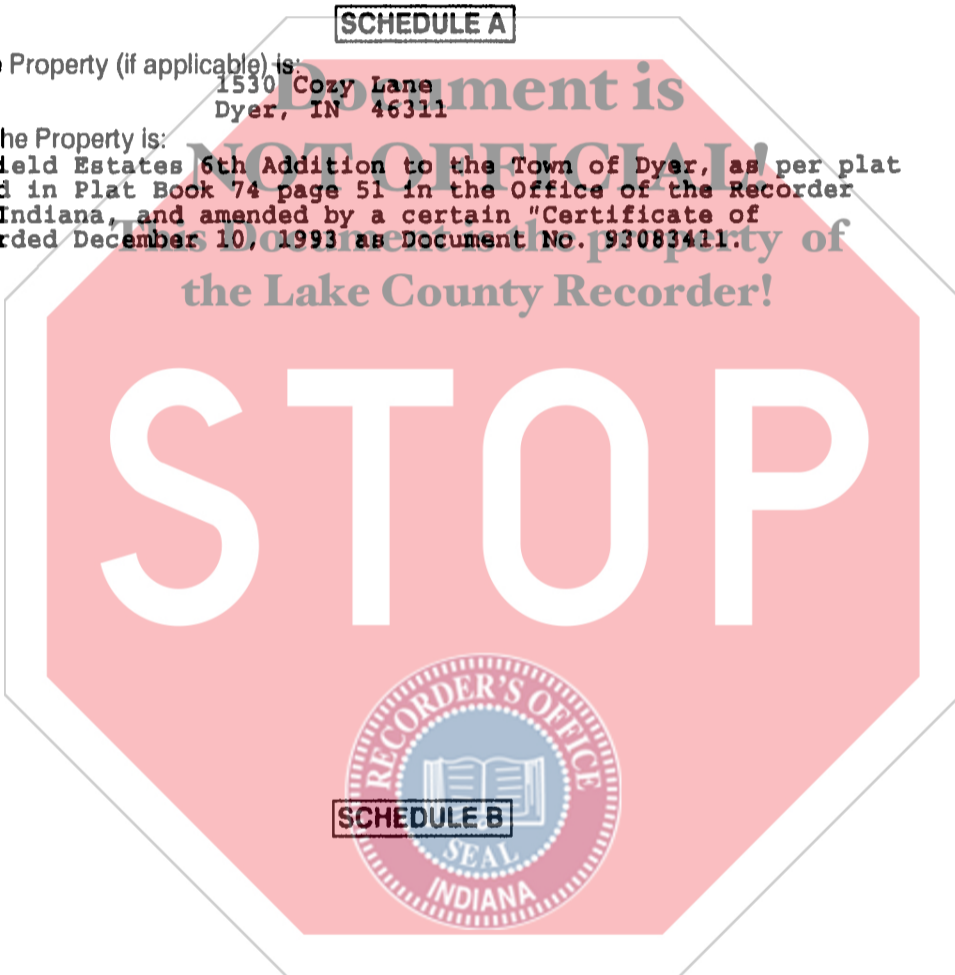 SCHEDULE A
Property (if applicable) is:
1530 Cozy Lane
Dyer, IN 46311
Document is
he Property is:
NOT OFFICIAL!
ield Estates 6th Addition to the Town of Dyer, as per plat
d in Plat Book 74 page 51 in the Office of the Recorder
Indiana, and amended by a certain "Certificate of
rded December 10, 1993 as Document No. 93083411.
This Document is the property of
the Lake County Recorder!
STOP
RECORDER'S OFFICE
SCHEDULE B
SEAL
INDIANA